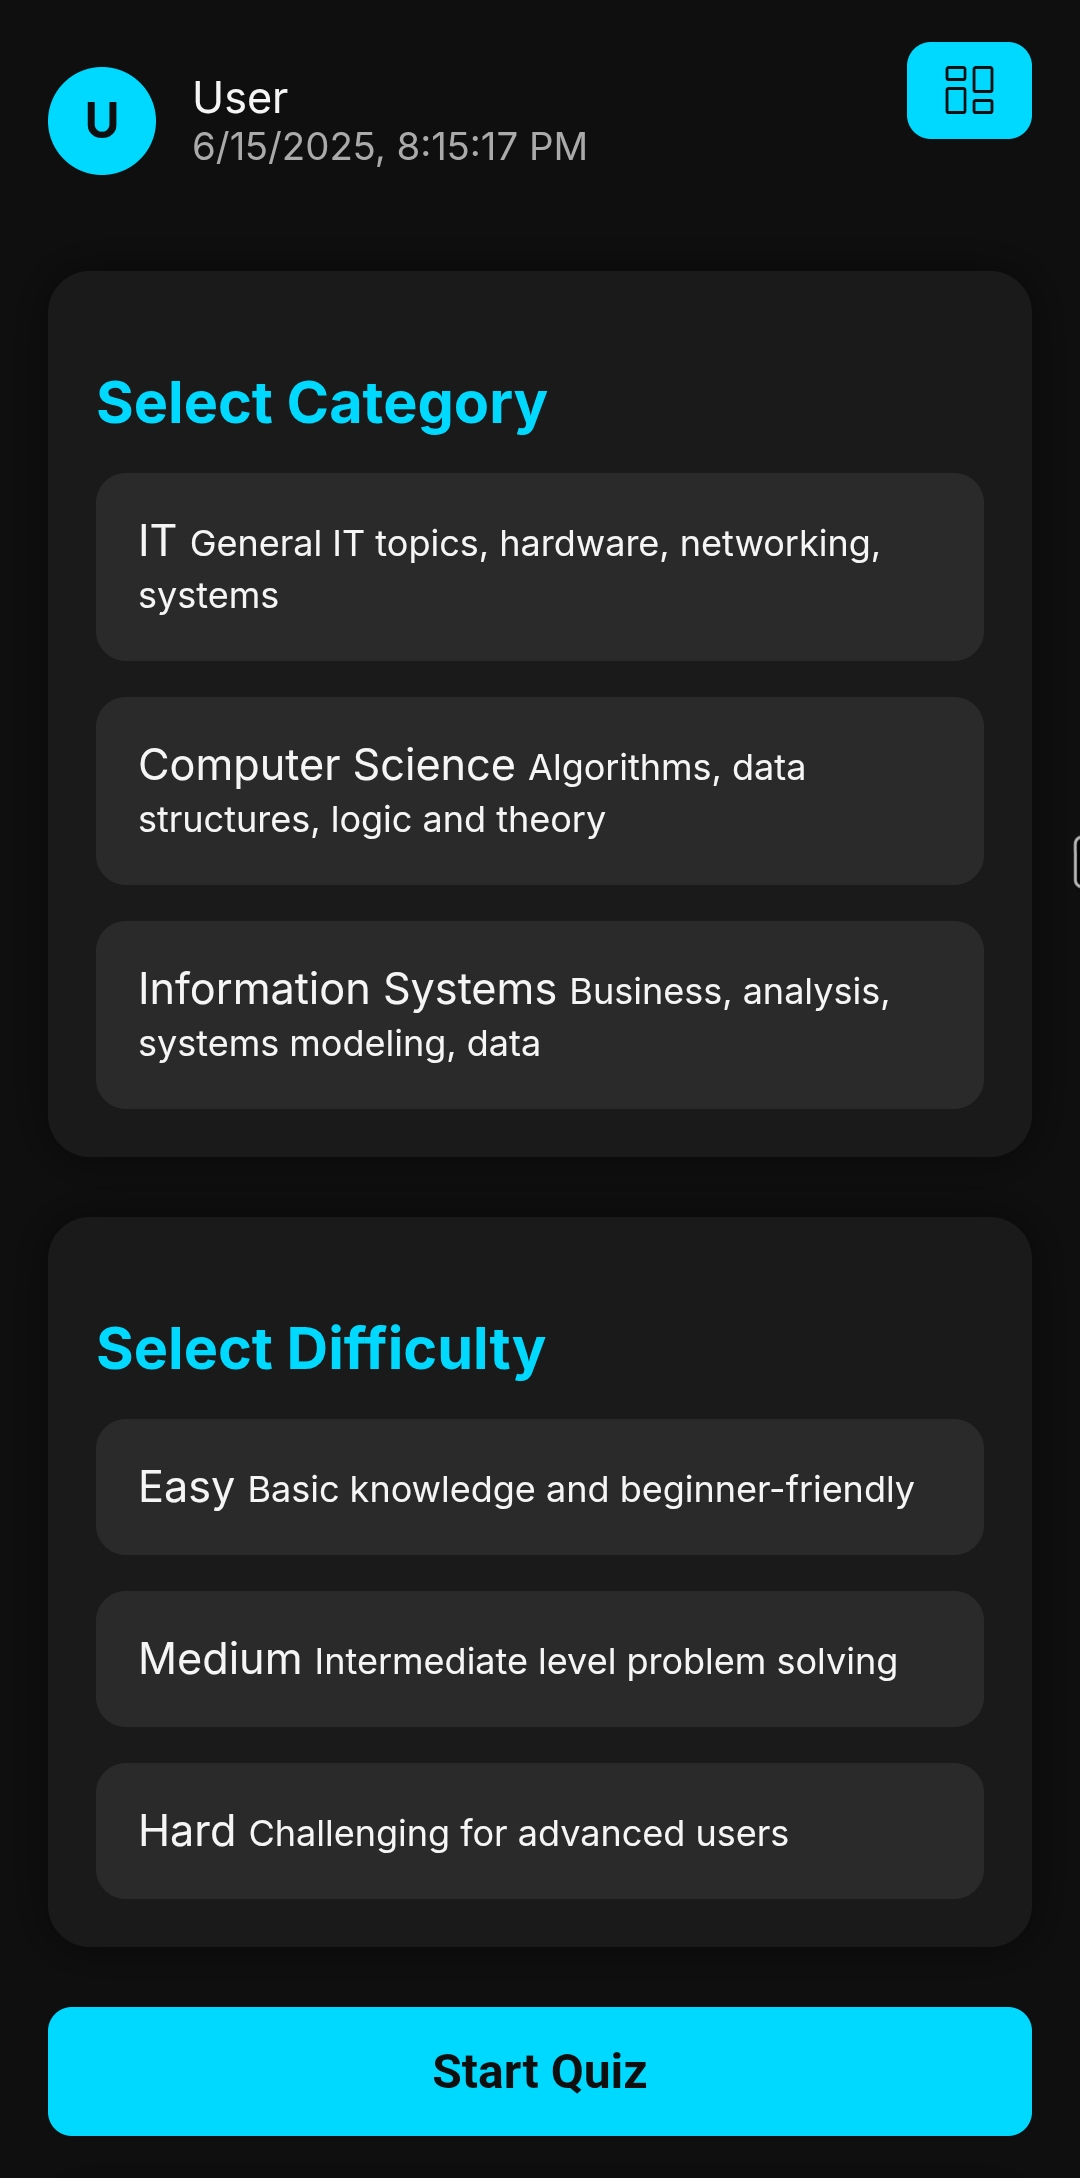 U
User
6/15/2025, 8:15:17 PM
Select Category
IT General IT topics, hardware, networking,
systems
Computer Science Algorithms, data
structures, logic and theory
Information Systems Business, analysis,
systems modeling, data
Select Difficulty
Easy Basic knowledge and beginner-friendly
Medium Intermediate level problem solving
Hard Challenging for advanced users
Start Quiz